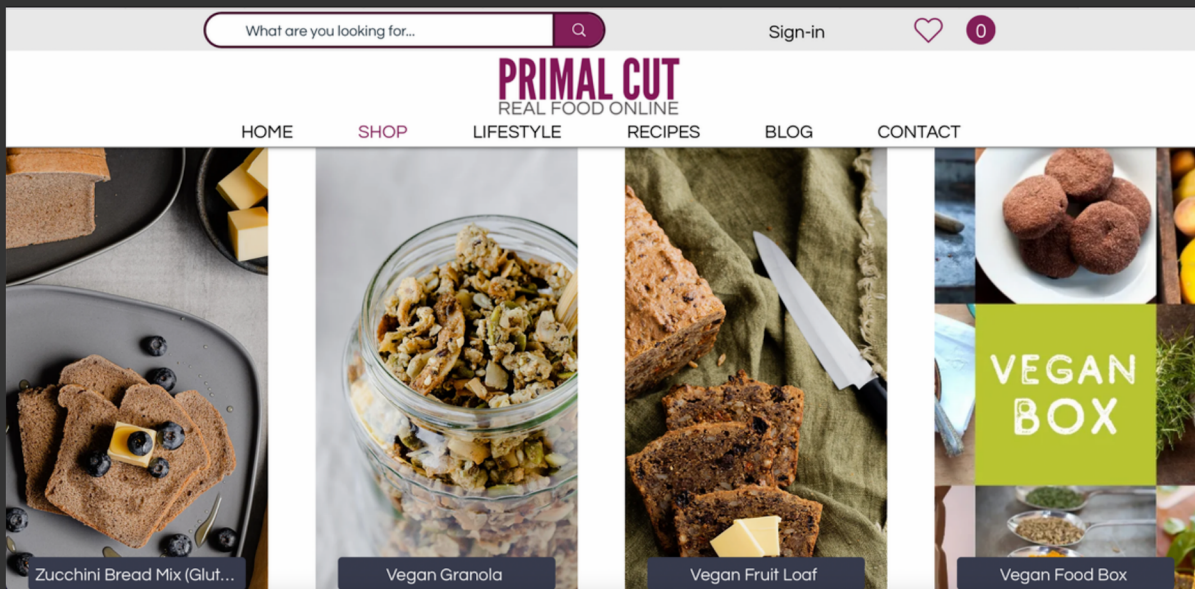 What are you looking for...
Sign-in
0
PRIMAL CUT
REAL FOOD ONLINE
HOME SHOP LIFESTYLE RECIPES BLOG CONTACT
VEGAN
BOX
Zucchini Bread Mix (Glut...
Vegan Granola
Vegan Fruit Loaf
Vegan Food Box